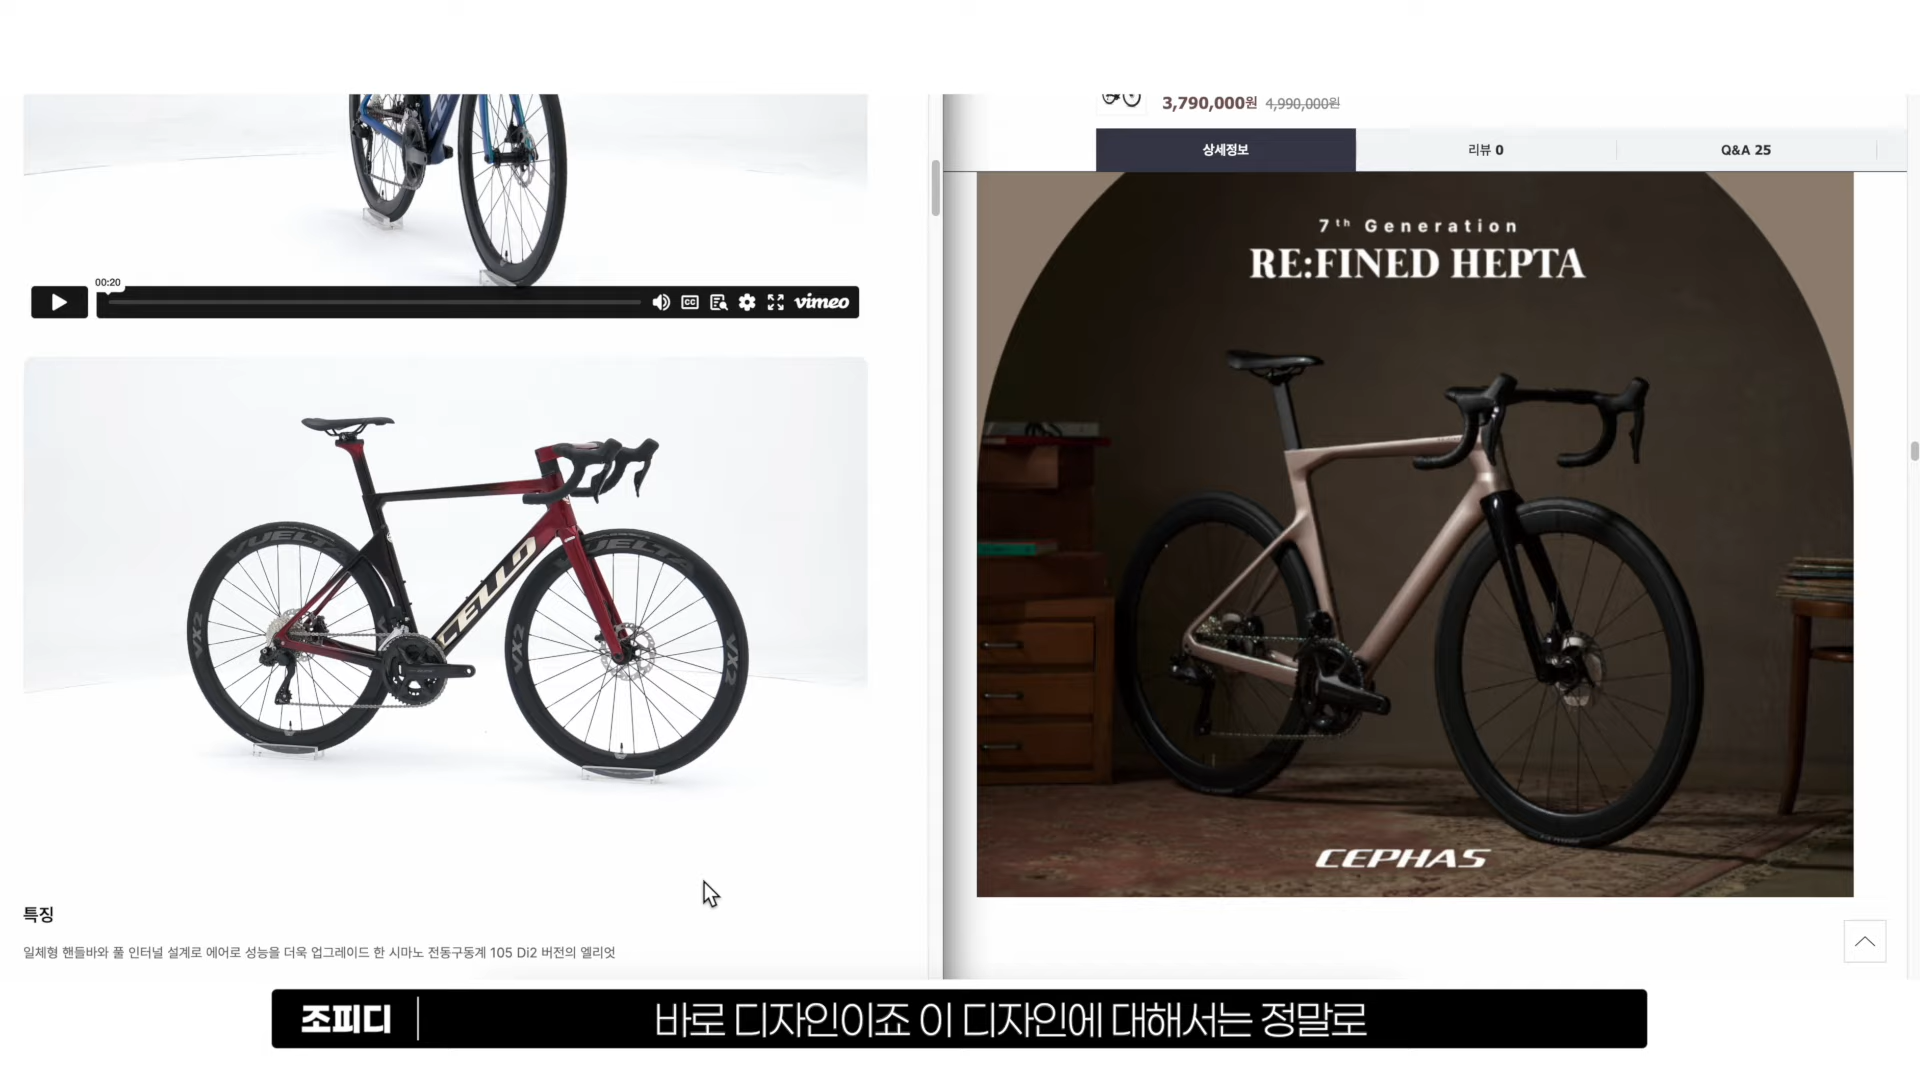 00:20
CC
vimeo
VUELTA
VUELTA
CELLO
VX2
VX2
VX2
특징
일체형 핸들바와 풀 인터널 설계로 에어로 성능을 더욱 업그레이드 한 시마노 전동구동계 105 Di2 버전의 엘리엇
3,790,000원 4,990,000원
상세정보
리뷰 0
Q&A 25
7th Generation
RE:FINED HEPTA
CEPHAS
조피디
바로 디자인이죠 이 디자인에 대해서는 정말로